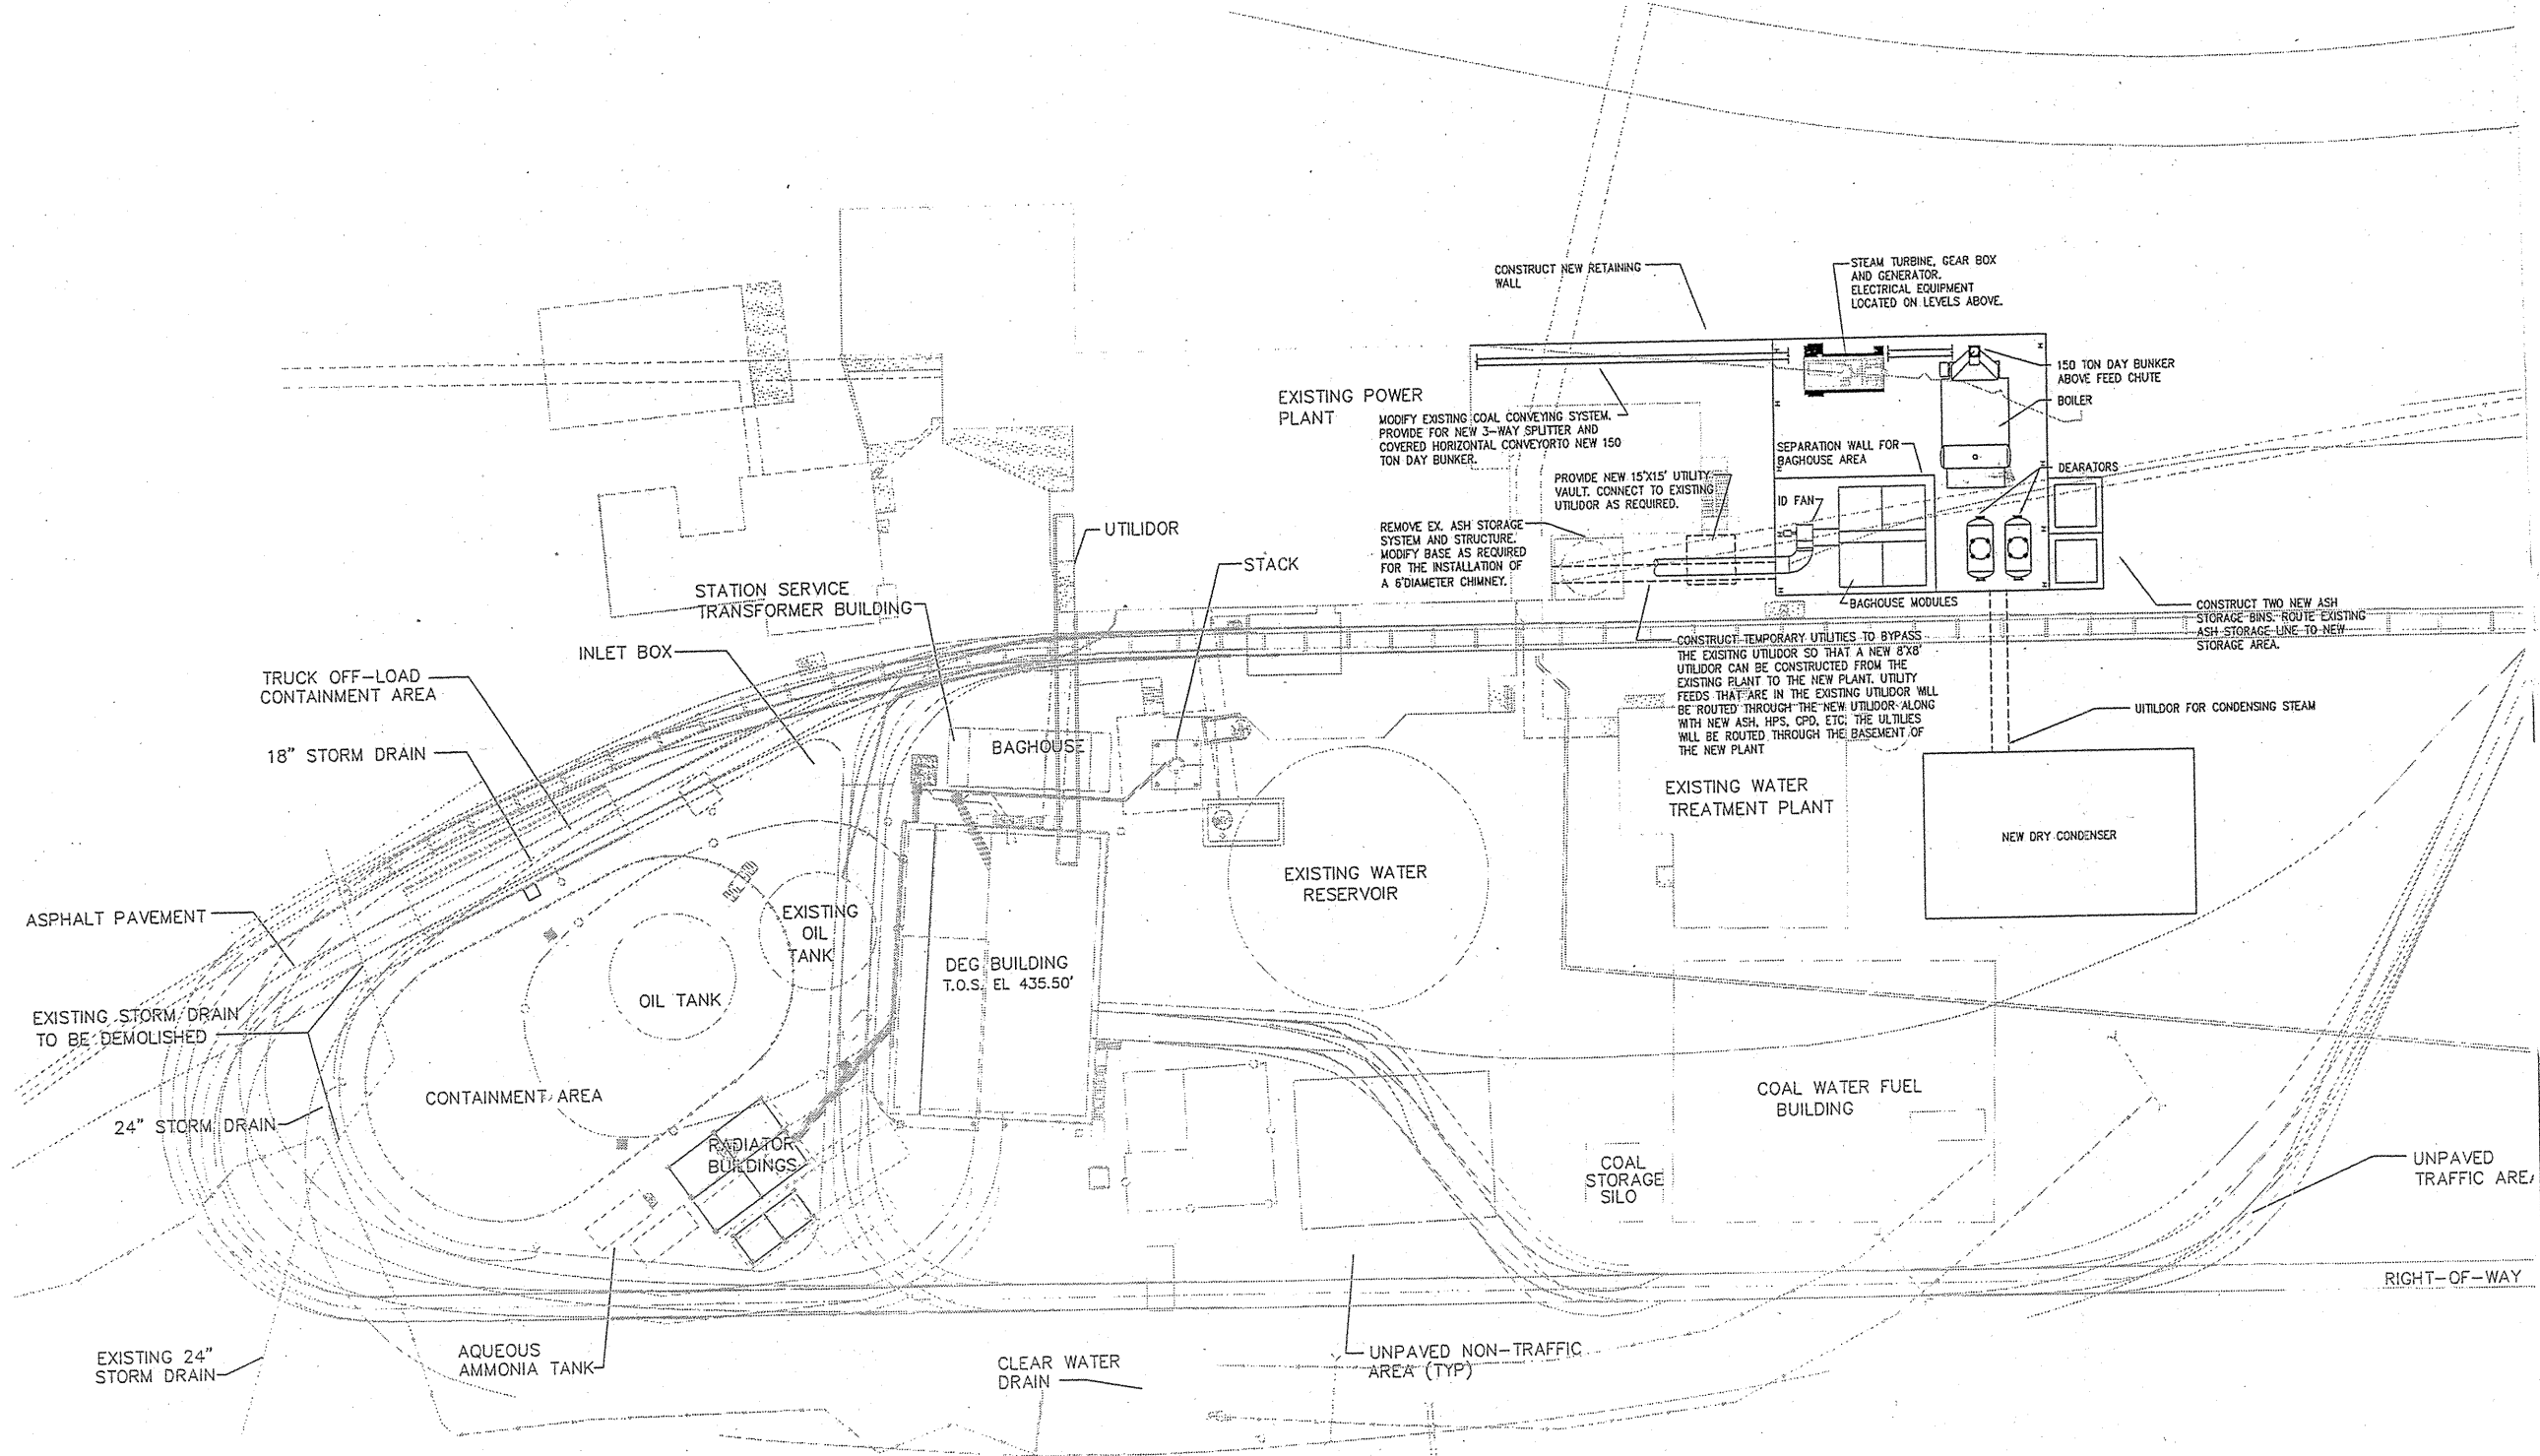 CONSTRUCT NEW RETAINING
WALL
STEAM TURBINE, GEAR BOX
AND GENERATOR.
ELECTRICAL EQUIPMENT
LOCATED ON LEVELS ABOVE.
150 TON DAY BUNKER
ABOVE FEED CHUTE
BOILER
EXISTING POWER
PLANT
MODIFY EXISTING COAL CONVEYING SYSTEM.
PROVIDE FOR NEW 3-WAY SPLITTER AND
COVERED HORIZONTAL CONVEYORTO NEW 150
TON DAY BUNKER.
SEPARATION WALL FOR
BAGHOUSE AREA
DEARATORS
PROVIDE NEW 15'X15' UTILITY
VAULT. CONNECT TO EXISTING
UTILIDOR AS REQUIRED.
ID FAN
REMOVE EX. ASH STORAGE
SYSTEM AND STRUCTURE.
MODIFY BASE AS REQUIRED
FOR THE INSTALLATION OF
A 6'DIAMETER CHIMNEY.
UTILIDOR
STACK
STATION SERVICE
TRANSFORMER BUILDING
BAGHOUSE MODULES
CONSTRUCT TWO NEW ASH
STORAGE BINS. ROUTE EXISTING
ASH STORAGE LINE TO NEW
STORAGE AREA.
CONSTRUCT TEMPORARY UTILITIES TO BYPASS
THE EXISITNG UTILIDOR SO THAT A NEW 8'X8'
UTILIDOR CAN BE CONSTRUCTED FROM THE
EXISTING PLANT TO THE NEW PLANT. UTILITY
FEEDS THAT ARE IN THE EXISTING UTILIDOR WILL
BE ROUTED THROUGH THE NEW UTILIDOR ALONG
WITH NEW ASH, HPS, CPD, ETC. THE ULTILIES
WILL BE ROUTED THROUGH THE BASEMENT OF
THE NEW PLANT
INLET BOX
TRUCK OFF-LOAD
CONTAINMENT AREA
18" STORM DRAIN
BAGHOUSE
UITILDOR FOR CONDENSING STEAM
EXISTING WATER
TREATMENT PLANT
NEW DRY CONDENSER
EXISTING WATER
RESERVOIR
ASPHALT PAVEMENT
EXISTING
OIL
TANK
OIL TANK
DEG BUILDING
T.O.S. EL 435.50'
EXISTING STORM DRAIN
TO BE DEMOLISHED
CONTAINMENT AREA
24" STORM DRAIN
RADIATOR
BUILDINGS
COAL WATER FUEL
BUILDING
COAL
STORAGE
SILO
UNPAVED
TRAFFIC AREA
RIGHT-OF-WAY
EXISTING 24"
STORM DRAIN
AQUEOUS
AMMONIA TANK
CLEAR WATER
DRAIN
UNPAVED NON-TRAFFIC
AREA (TYP)